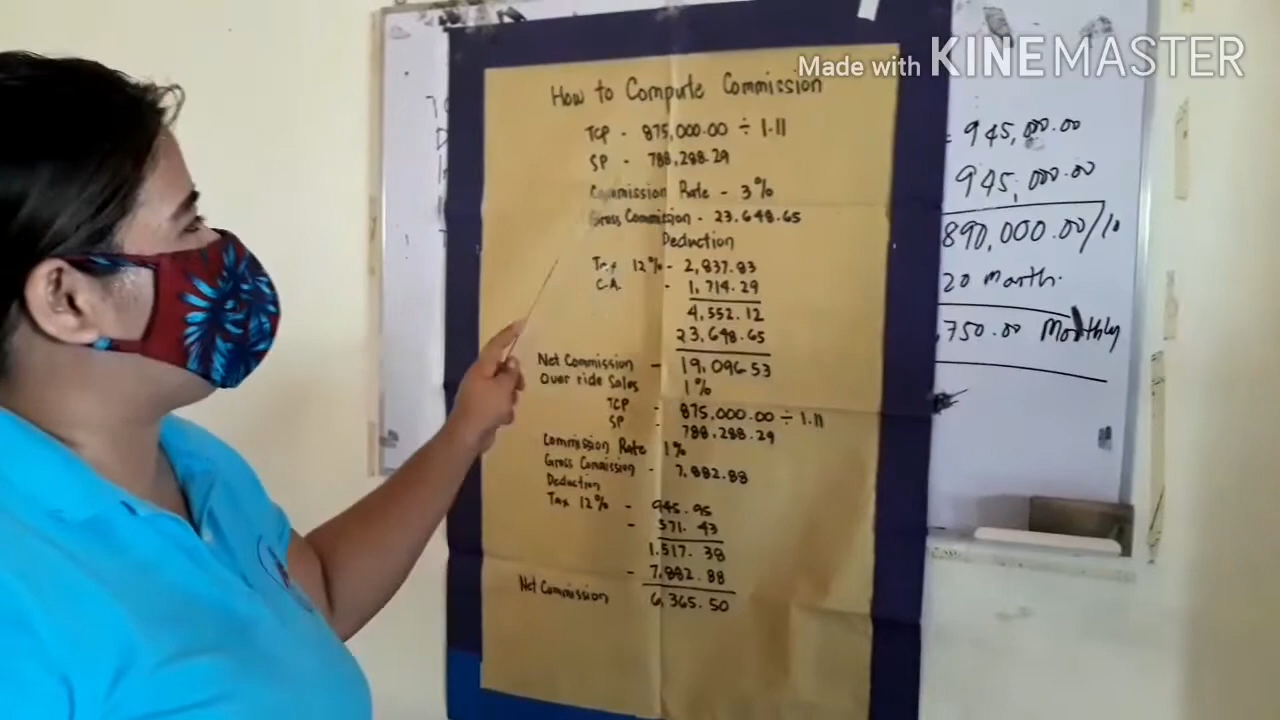 Made with KINEMASTER
How to Compute Commission
TCP - 875,000.00 ÷ 1.11
SP - 788,288.29
Commission Rate - 3%
Gross Commission - 23.648.65
Deduction
Tax 12% - 2,837.83
C.A. - 1,714.29
4,552.12
23,648.65
Net Commission - 19,096.53
Over ride Sales 1%
TCP - 875,000.00 ÷ 1.11
SP - 788,288.29
Commission Rate 1%
Gross Commission - 7,882.88
Deduction
Tax 12% - 945.95
- 571.43
1.517.38
- 7,882.88
Net Commission 6,365.50
945,000.00
945,000.00
890,000.00/
20 month.
750.00 Monthly